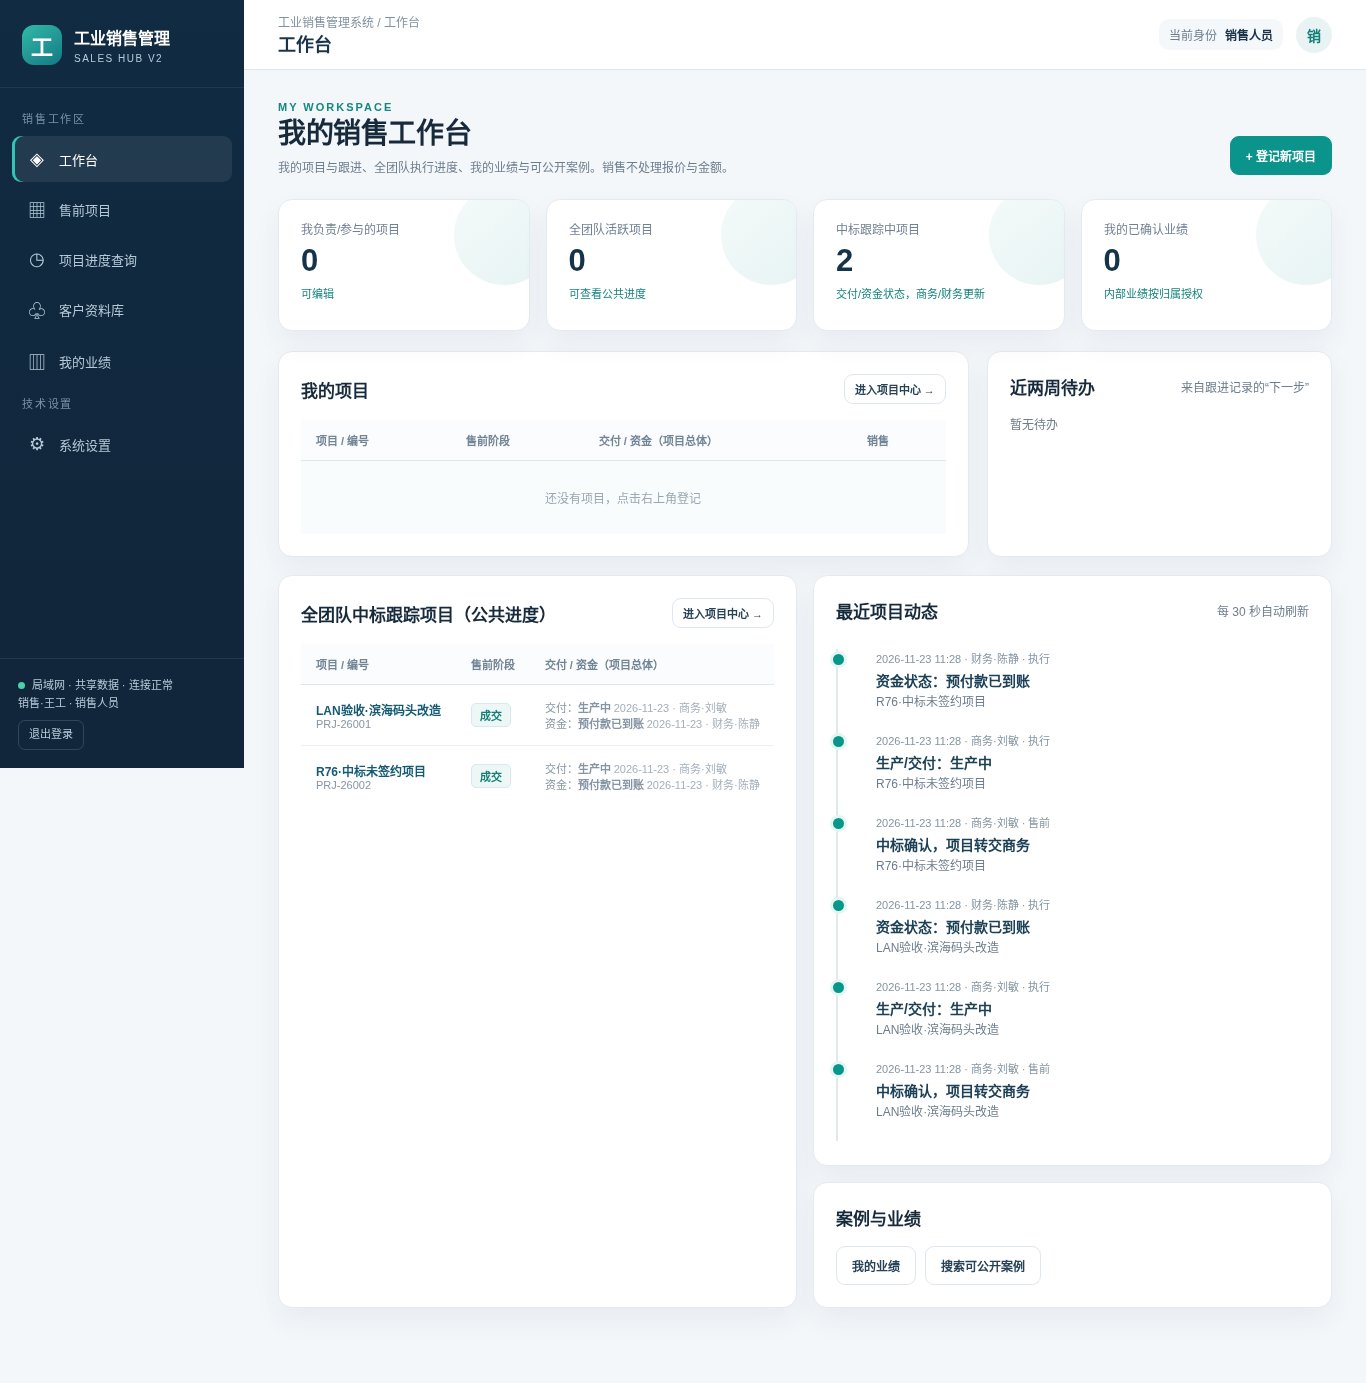 工
工业销售管理
SALES HUB V2
销售工作区
工作台
售前项目
项目进度查询
客户资料库
我的业绩
技术设置
系统设置
局域网 · 共享数据 · 连接正常
销售·王工 · 销售人员
退出登录
工业销售管理系统 / 工作台
工作台
当前身份 销售人员
销
MY WORKSPACE
我的销售工作台
我的项目与跟进、全团队执行进度、我的业绩与可公开案例。销售不处理报价与金额。
+ 登记新项目
我负责/参与的项目
0
可编辑
全团队活跃项目
0
可查看公共进度
中标跟踪中项目
2
交付/资金状态，商务/财务更新
我的已确认业绩
0
内部业绩按归属授权
我的项目
进入项目中心 →
项目 / 编号 售前阶段 交付 / 资金（项目总体） 销售
还没有项目，点击右上角登记
近两周待办
来自跟进记录的“下一步”
暂无待办
全团队中标跟踪项目（公共进度）
进入项目中心 →
项目 / 编号 售前阶段 交付 / 资金（项目总体）
LAN验收·滨海码头改造
PRJ-26001
成交
交付：生产中 2026-11-23 · 商务·刘敏
资金：预付款已到账 2026-11-23 · 财务·陈静
R76·中标未签约项目
PRJ-26002
成交
交付：生产中 2026-11-23 · 商务·刘敏
资金：预付款已到账 2026-11-23 · 财务·陈静
最近项目动态
每 30 秒自动刷新
2026-11-23 11:28 · 财务·陈静 · 执行
资金状态：预付款已到账
R76·中标未签约项目
2026-11-23 11:28 · 商务·刘敏 · 执行
生产/交付：生产中
R76·中标未签约项目
2026-11-23 11:28 · 商务·刘敏 · 售前
中标确认，项目转交商务
R76·中标未签约项目
2026-11-23 11:28 · 财务·陈静 · 执行
资金状态：预付款已到账
LAN验收·滨海码头改造
2026-11-23 11:28 · 商务·刘敏 · 执行
生产/交付：生产中
LAN验收·滨海码头改造
2026-11-23 11:28 · 商务·刘敏 · 售前
中标确认，项目转交商务
LAN验收·滨海码头改造
案例与业绩
我的业绩
搜索可公开案例